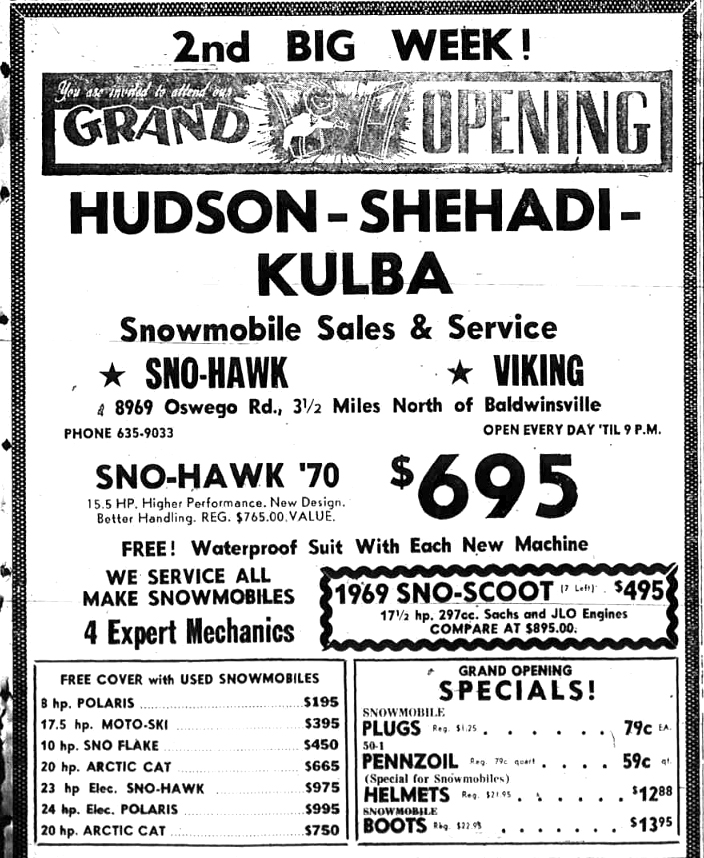 2nd BIG WEEK!
You are invited to attend our
GRAND OPENING
HUDSON - SHEHADI -
KULBA
Snowmobile Sales & Service
★ SNO-HAWK ★ VIKING
8969 Oswego Rd., 3½ Miles North of Baldwinsville
PHONE 635-9033 OPEN EVERY DAY 'TIL 9 P.M.
SNO-HAWK '70 $695
15.5 HP. Higher Performance. New Design.
Better Handling. REG. $765.00 VALUE.
FREE! Waterproof Suit With Each New Machine
WE SERVICE ALL
MAKE SNOWMOBILES
4 Expert Mechanics
1969 SNO-SCOOT (7 Left) . $495
17½ hp. 297cc. Sachs and JLO Engines
COMPARE AT $895.00.
FREE COVER with USED SNOWMOBILES
8 hp. POLARIS $195
17.5 hp. MOTO-SKI $395
10 hp. SNO FLAKE $450
20 hp. ARCTIC CAT $665
23 hp Elec. SNO-HAWK $975
24 hp. Elec. POLARIS $995
20 hp. ARCTIC CAT $750
GRAND OPENING
SPECIALS!
SNOWMOBILE
PLUGS Reg. $1.25 . . . . . . 79c EA.
50-1
PENNZOIL Reg. 79c quart . . . . 59c qt.
(Special for Snowmobiles)
HELMETS Reg. $21.95 . . . . . . $12.88
SNOWMOBILE
BOOTS Reg. $22.95 . . . . . . . $13.95